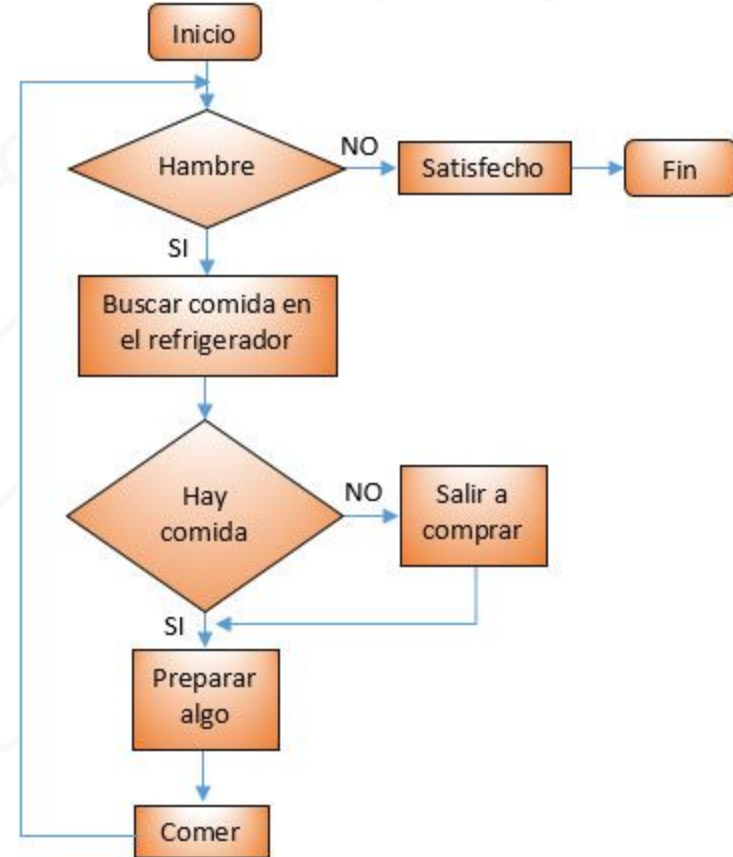 Inicio
Hambre
NO
Satisfecho
Fin
SI
Buscar comida en
el refrigerador
Hay
comida
NO
Salir a
comprar
SI
Preparar
algo
Comer